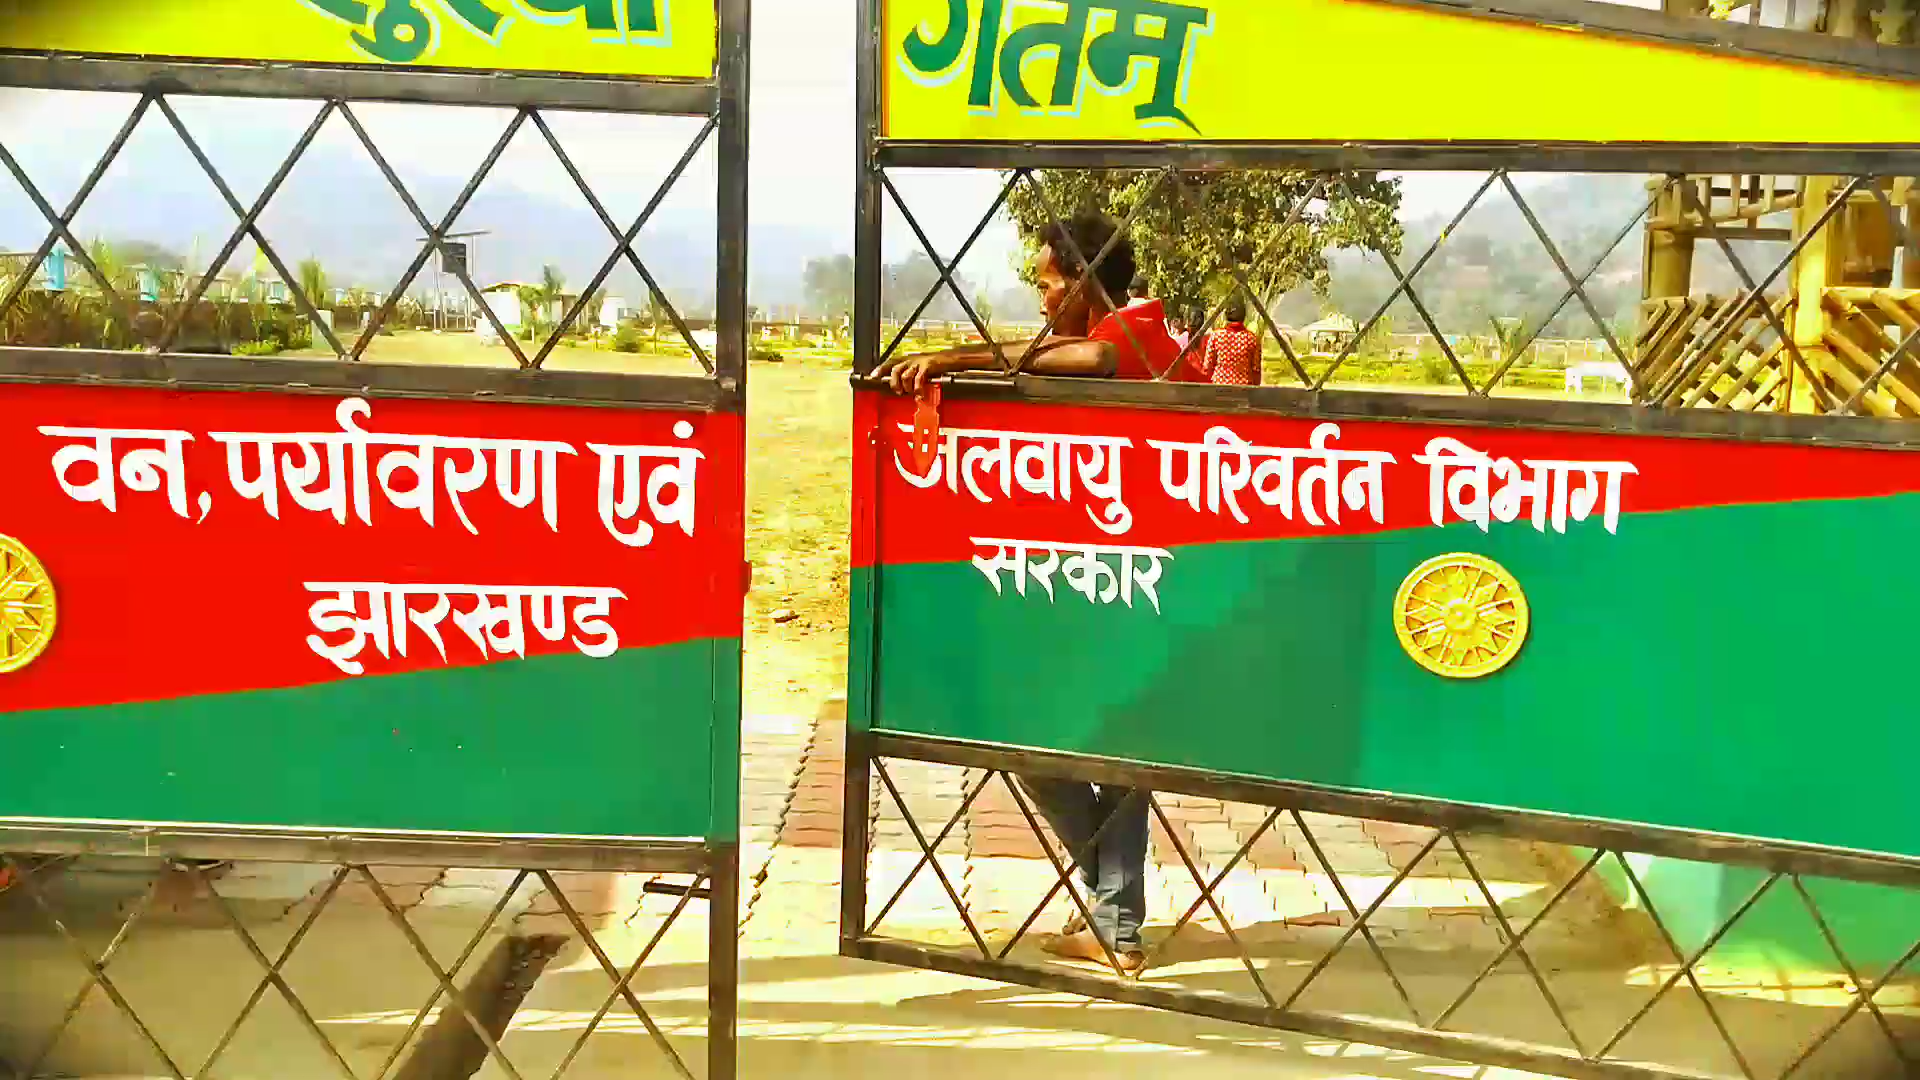 गतम्
वन, पर्यावरण एवं जलवायु परिवर्तन विभाग
झारखण्ड सरकार